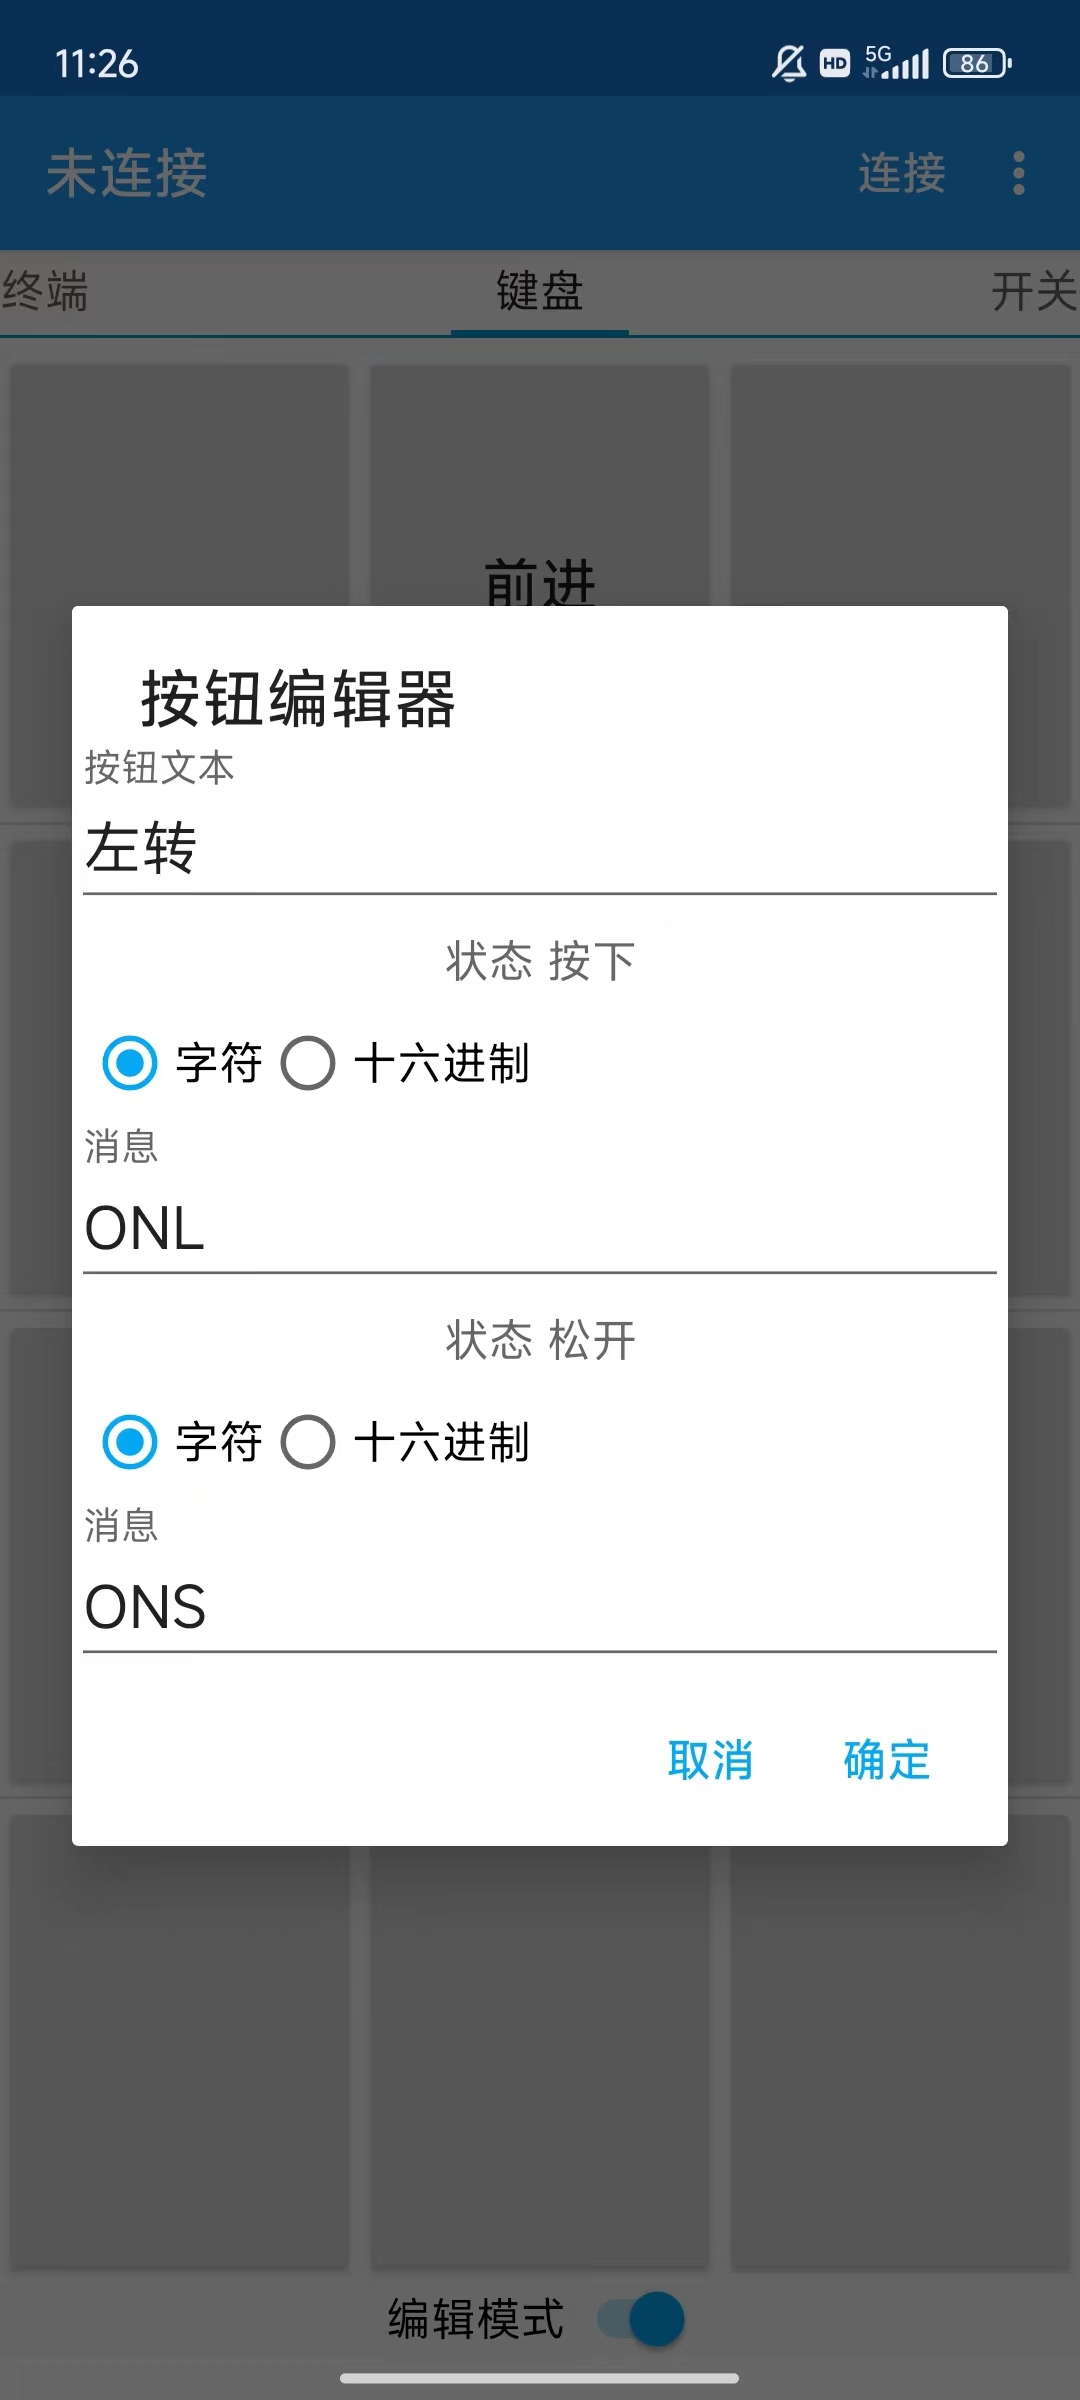 11:26 HD 5G 86
未连接 连接
终端 键盘 开关
前进
按钮编辑器
按钮文本
左转
状态 按下
字符 十六进制
消息
ONL
状态 松开
字符 十六进制
消息
ONS
取消 确定
编辑模式